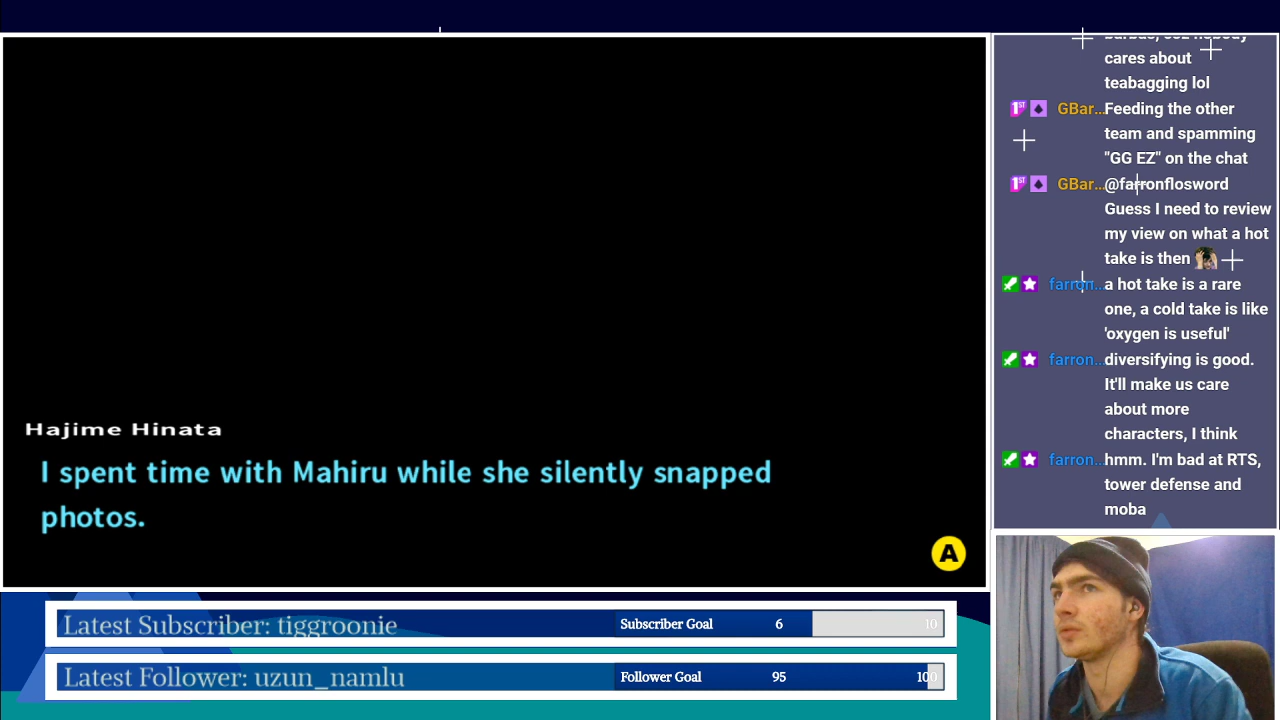 Hajime Hinata
I spent time with Mahiru while she silently snapped
photos.
A
cares about
teabagging lol
GBar... Feeding the other
team and spamming
"GG EZ" on the chat
GBar... @farronflosword
Guess I need to review
my view on what a hot
take is then
farron... a hot take is a rare
one, a cold take is like
'oxygen is useful'
farron... diversifying is good.
It'll make us care
about more
characters, I think
farron... hmm. I'm bad at RTS,
tower defense and
moba
Latest Subscriber: tiggroonie
Subscriber Goal 6 10
Latest Follower: uzun_namlu
Follower Goal 95 100